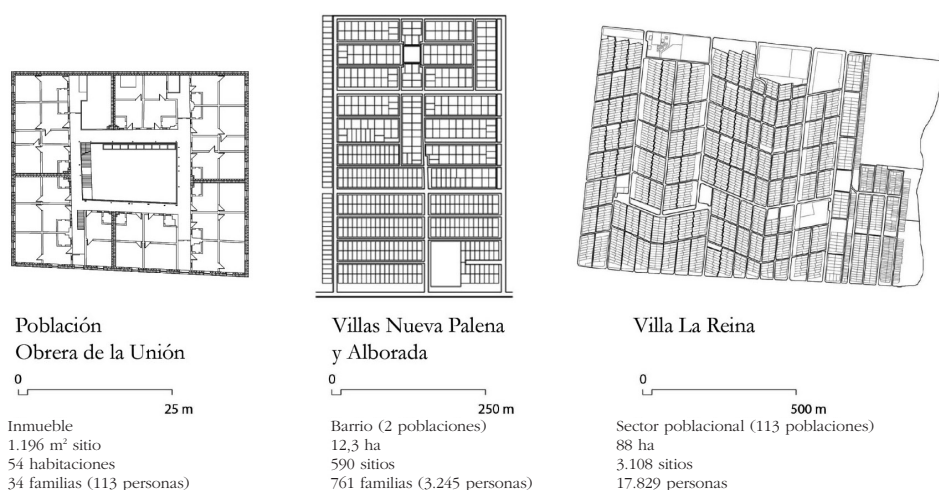 Población
Obrera de la Unión
0
25 m
Inmueble
1.196 m² sitio
54 habitaciones
34 familias (113 personas)
Villas Nueva Palena
y Alborada
0
250 m
Barrio (2 poblaciones)
12,3 ha
590 sitios
761 familias (3.245 personas)
Villa La Reina
0
500 m
Sector poblacional (113 poblaciones)
88 ha
3.108 sitios
17.829 personas